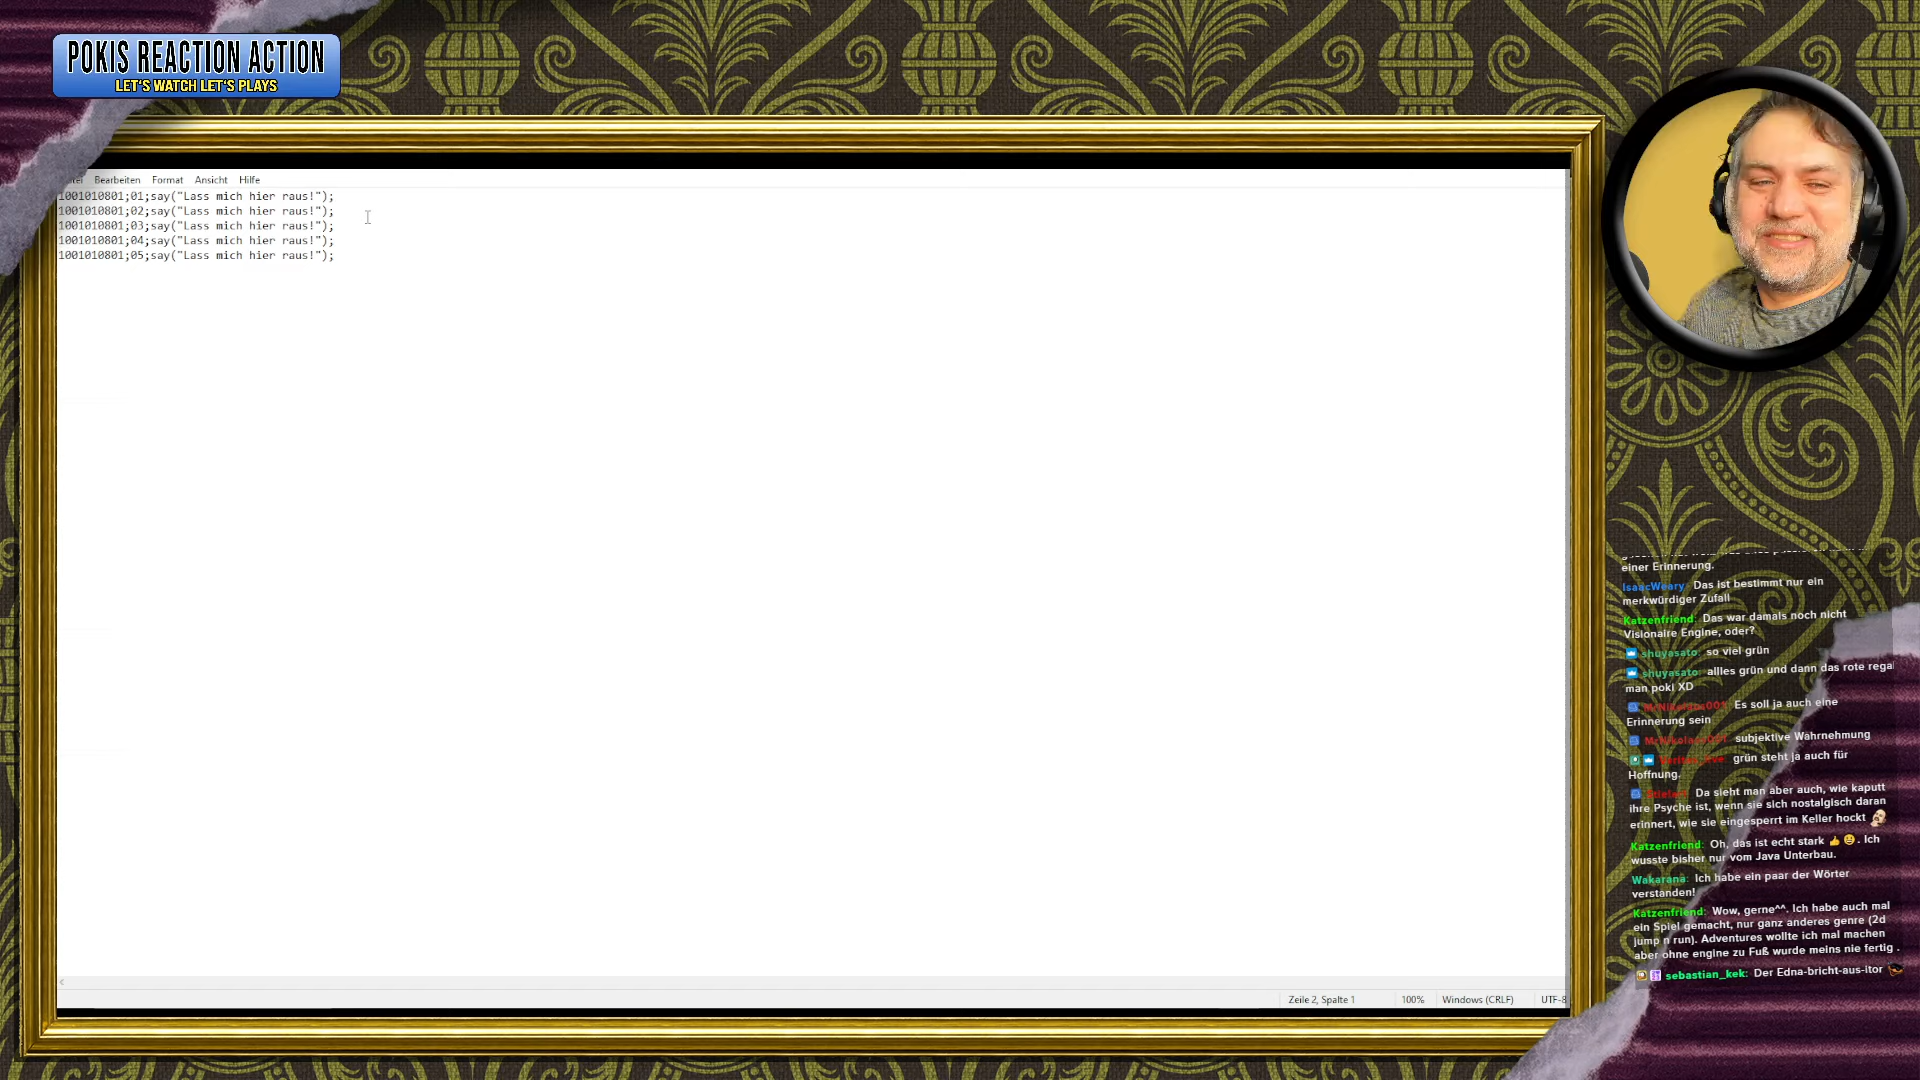 POKIS REACTION ACTION
LET'S WATCH LET'S PLAYS
Bearbeiten Format Ansicht Hilfe
1001010801;01;say("Lass mich hier raus!");
1001010801;02;say("Lass mich hier raus!");
1001010801;03;say("Lass mich hier raus!");
1001010801;04;say("Lass mich hier raus!");
1001010801;05;say("Lass mich hier raus!");
Zeile 2, Spalte 1 100% Windows (CRLF) UTF-8
einer Erinnerung.
IsaacWeary: Das ist bestimmt nur ein
merkwürdiger Zufall
Katzenfriend: Das war damals noch nicht
Visionaire Engine, oder?
shuyasato: so viel grün
shuyasato: allles grün und dann das rote rega
man poki XD
Es soll ja auch eine
Erinnerung sein
subjektive Wahrnehmung
grün steht ja auch für
Hoffnung.
Da sieht man aber auch, wie kaputt
ihre Psyche ist, wenn sie sich nostalgisch daran
erinnert, wie sie eingesperrt im Keller hockt
Katzenfriend: Oh, das ist echt stark 👍😀. Ich
wusste bisher nur vom Java Unterbau.
Wakarana: Ich habe ein paar der Wörter
verstanden!
Katzenfriend: Wow, gerne^^. Ich habe auch mal
ein Spiel gemacht, nur ganz anderes genre (2d
jump n run). Adventures wollte ich mal machen
aber ohne engine zu Fuß wurde meins nie fertig .
sebastian_kek: Der Edna-bricht-aus-itor